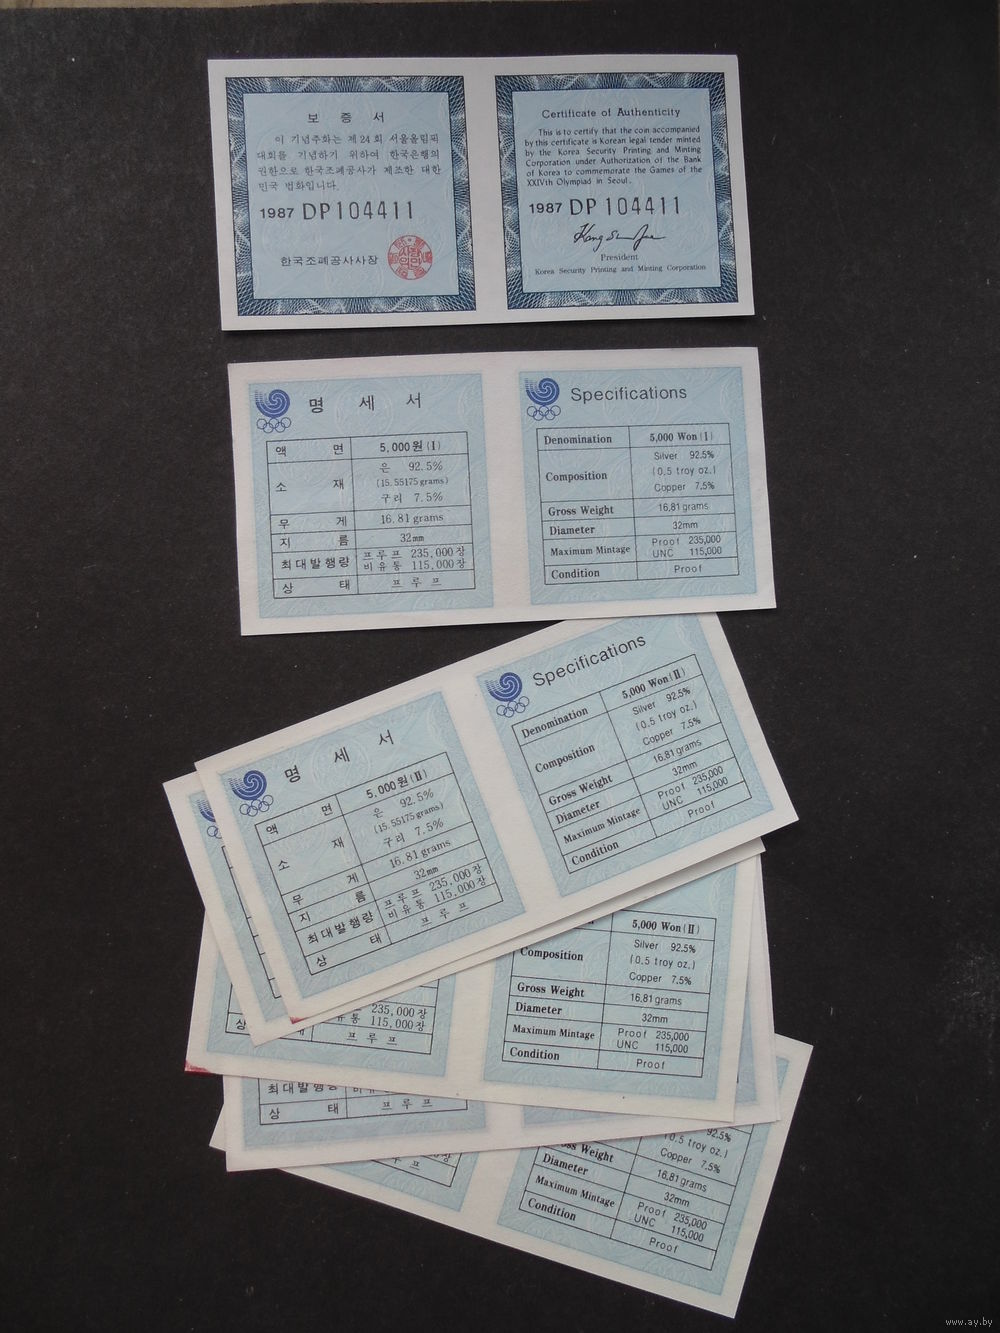 보 증 서
이 기념주화는 제 24 회 서울올림픽
대회를 기념하기 위하여 한국은행의
권한으로 한국조폐공사가 제조한 대한
민국 법화입니다.
1987 DP104411
한국조폐공사사장
Certificate of Authenticity
This is to certify that the coin accompanied
by this certificate is Korean legal tender minted
by the Korea Security Printing and Minting
Corporation under Authorization of the Bank
of Korea to commemorate the Games of the
XXIVth Olympiad in Seoul.
1987 DP 104411
President
Korea Security Printing and Minting Corporation
명 세 서
액 면 5,000원(Ⅰ)
소 재 은 92.5%
(15.55175 grams)
구리 7.5%
무 게 16.81 grams
지 름 32mm
최대발행량 프루프 235,000장
비유통 115,000장
상 태 프 루 프
Specifications
Denomination 5,000 Won(Ⅰ)
Composition Silver 92.5%
(0.5 troy oz.)
Copper 7.5%
Gross Weight 16.81 grams
Diameter 32mm
Maximum Mintage Proof 235,000
UNC 115,000
Condition Proof
명 세 서
액 면 5,000원(Ⅱ)
소 재 은 92.5%
(15.55175 grams)
구리 7.5%
무 게 16.81 grams
지 름 32mm
최대발행량 프루프 235,000장
비유통 115,000장
상 태 프 루 프
Specifications
Denomination 5,000 Won(Ⅱ)
Composition Silver 92.5%
(0.5 troy oz.)
Copper 7.5%
Gross Weight 16.81 grams
Diameter 32mm
Maximum Mintage Proof 235,000
UNC 115,000
Condition Proof
235,000장
유통 115,000장
상 프 루 프
5,000 Won(Ⅱ)
Composition Silver 92.5%
(0.5 troy oz.)
Copper 7.5%
Gross Weight 16.81 grams
Diameter 32mm
Maximum Mintage Proof 235,000
UNC 115,000
Condition Proof
최대발행량
상 태 프 루 프
92.5%
0.5 troy oz.)
Copper 7.5%
ss Weight 16.81 grams
Diameter 32mm
Maximum Mintage Proof 235,000
UNC 115,000
Condition Proof
www.ay.by